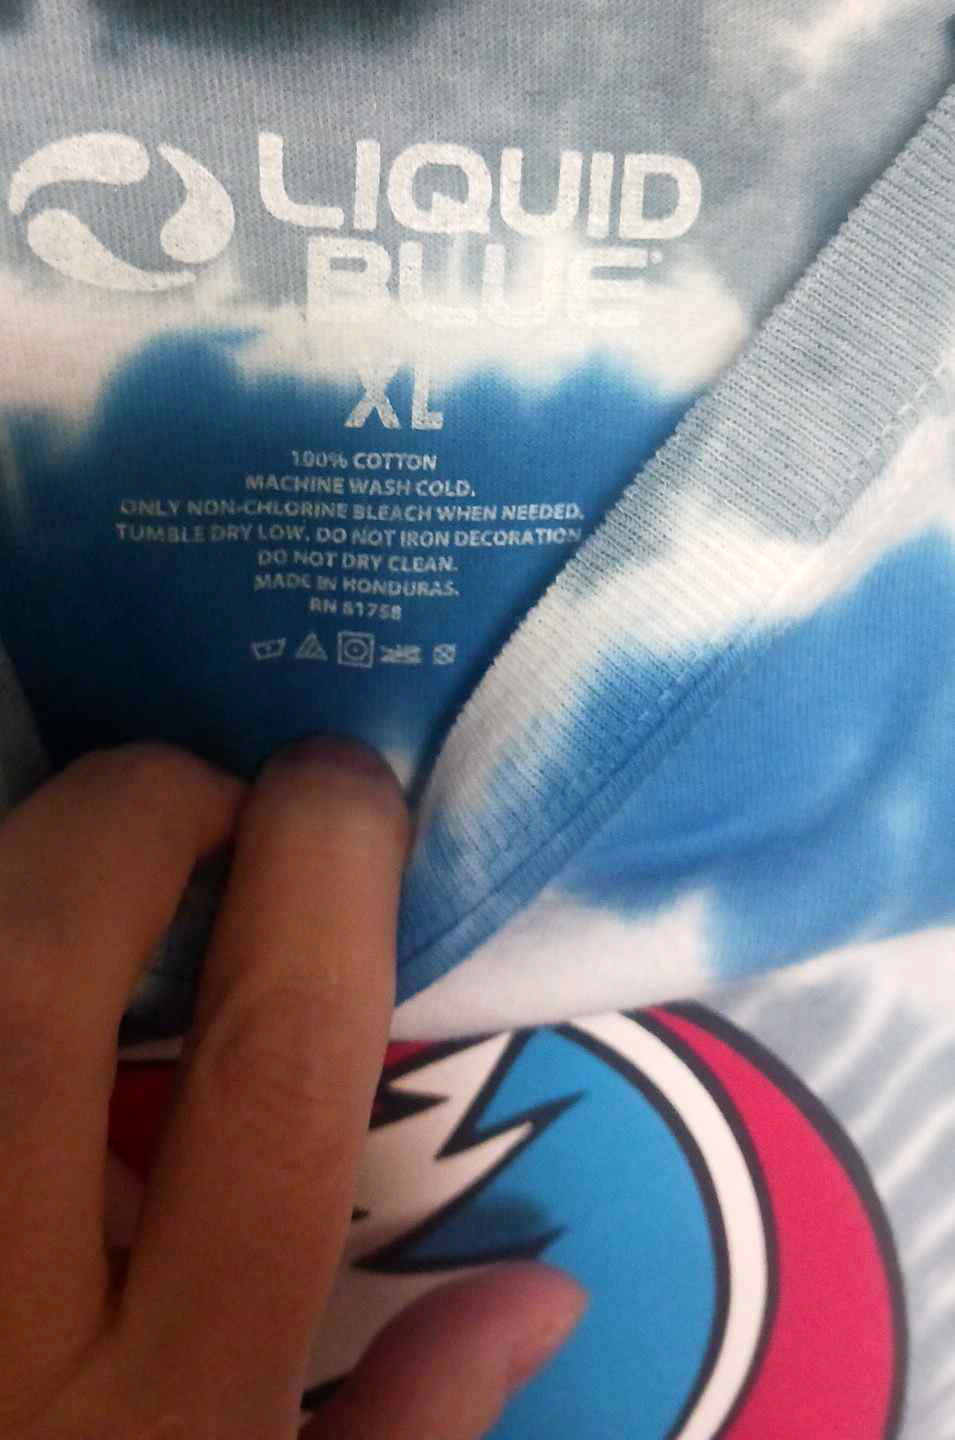 LIQUID
BLUE
XL
100% COTTON
MACHINE WASH COLD.
ONLY NON-CHLORINE BLEACH WHEN NEEDED.
TUMBLE DRY LOW. DO NOT IRON DECORATION
DO NOT DRY CLEAN.
MADE IN HONDURAS.
RN 61758